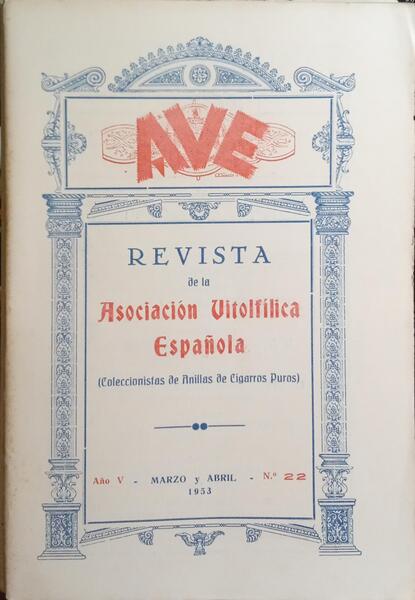 AVE
REVISTA
de la
Asociación Vitolfílica
Española
(Coleccionistas de Anillas de Cigarros Puros)
Año V - MARZO y ABRIL - N.º 22
1953